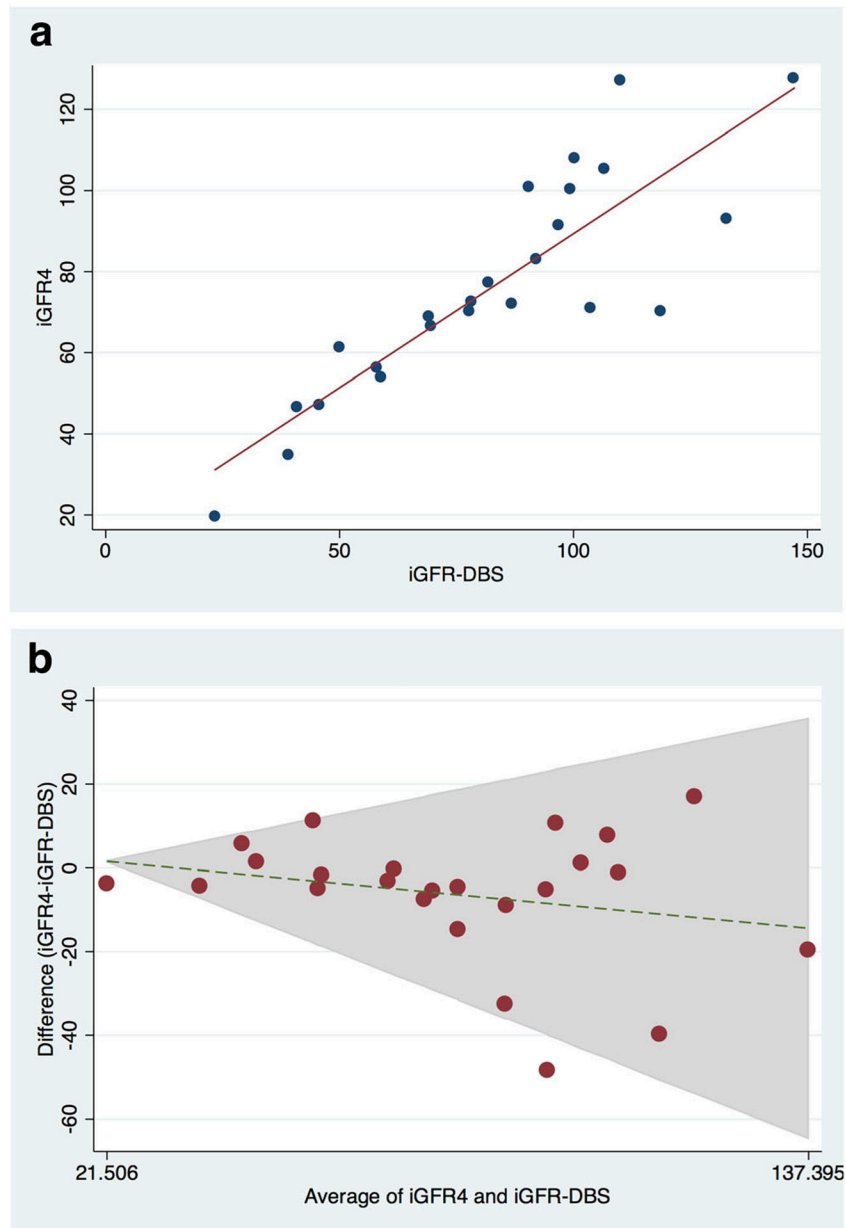 a
iGFR4
120
100
80
60
40
20
0 50 100 150
iGFR-DBS
b
Difference (iGFR4-iGFR-DBS)
40
20
0
-20
-40
-60
21.506 137.395
Average of iGFR4 and iGFR-DBS